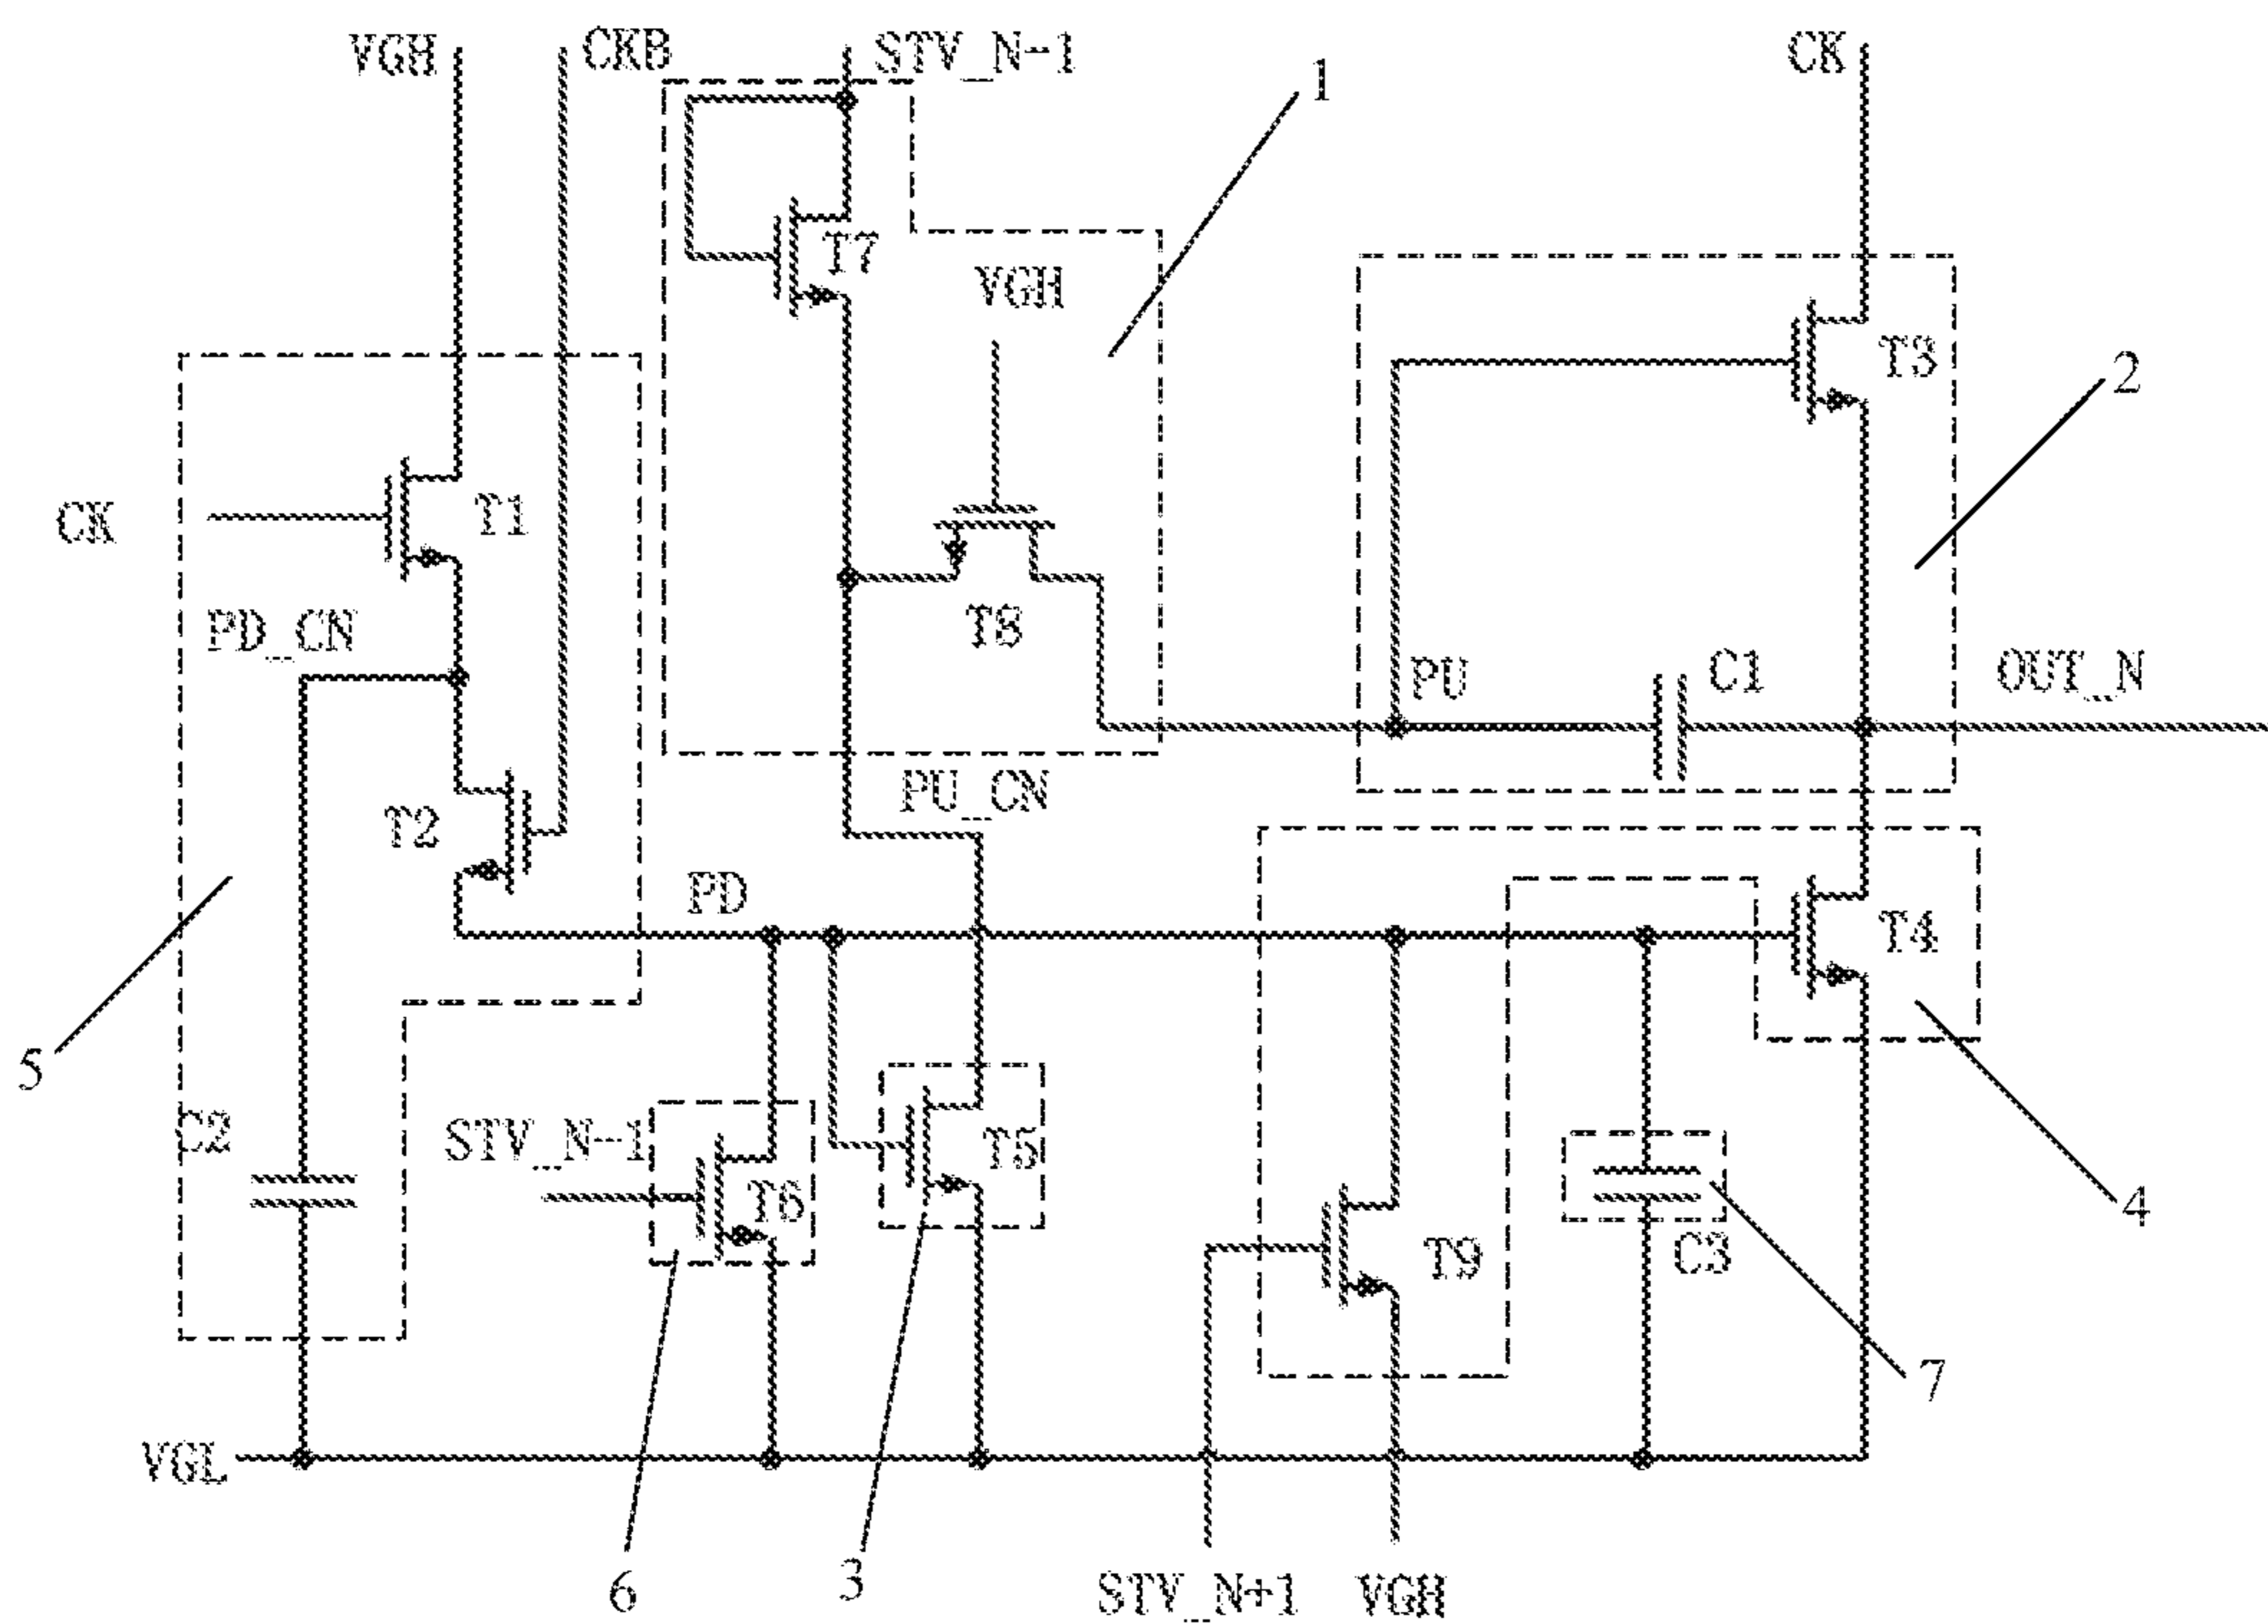 VGH CKB STV_N-1 CK
1
T7
VGH
T3
2
CK T1
PD_CN T8
PU C1 OUT_N
PU_CN
T2
PD
T4
5
C2 STV_N-1 T5
T6 4
T9 C3
7
VGL
6 3 STV_N+1 VGH